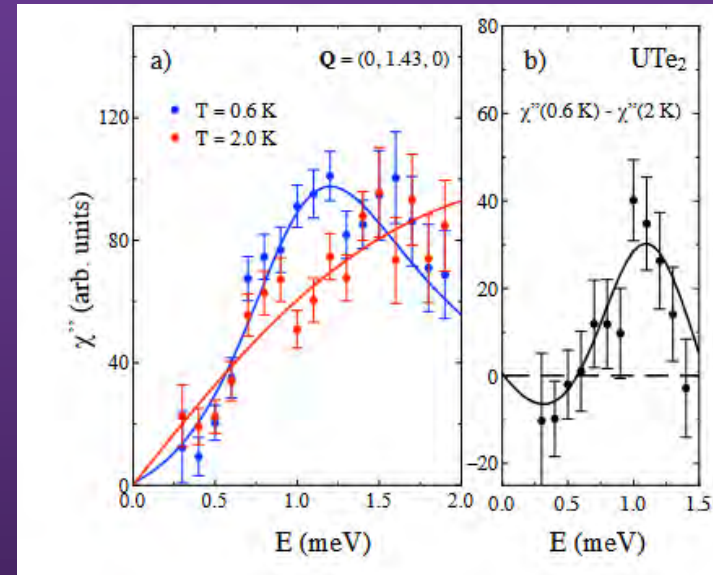 a)
Q = (0, 1.43, 0)
T = 0.6 K
T = 2.0 K
120
80
40
0
0.0
0.5
1.0
1.5
2.0
χ’’ (arb. units)
E (meV)
b)
UTe₂
χ’’(0.6 K) - χ’’(2 K)
80
60
40
20
0
−20
0.0
0.5
1.0
1.5
E (meV)